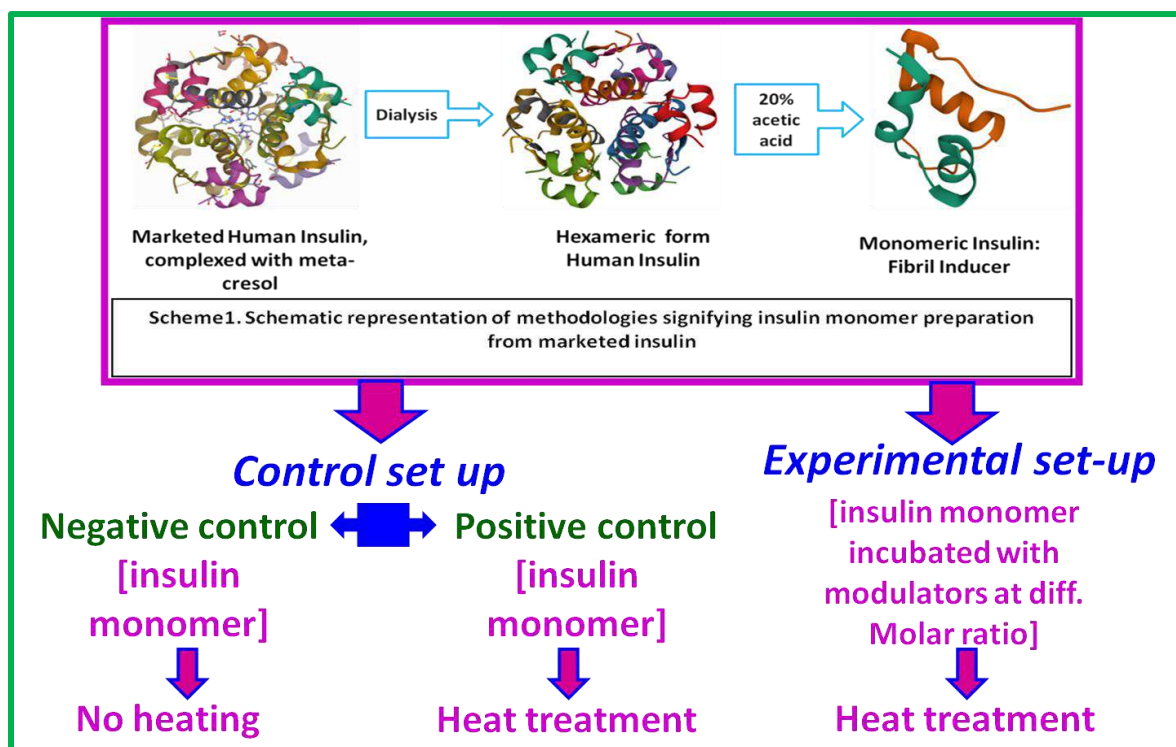 Dialysis
20%
acetic
acid
Marketed Human Insulin,
complexed with meta-
cresol
Hexameric form
Human Insulin
Monomeric Insulin:
Fibril Inducer
Scheme1. Schematic representation of methodologies signifying insulin monomer preparation
from marketed insulin
Control set up
Negative control
[insulin
monomer]
No heating
Positive control
[insulin
monomer]
Heat treatment
Experimental set-up
[insulin monomer
incubated with
modulators at diff.
Molar ratio]
Heat treatment